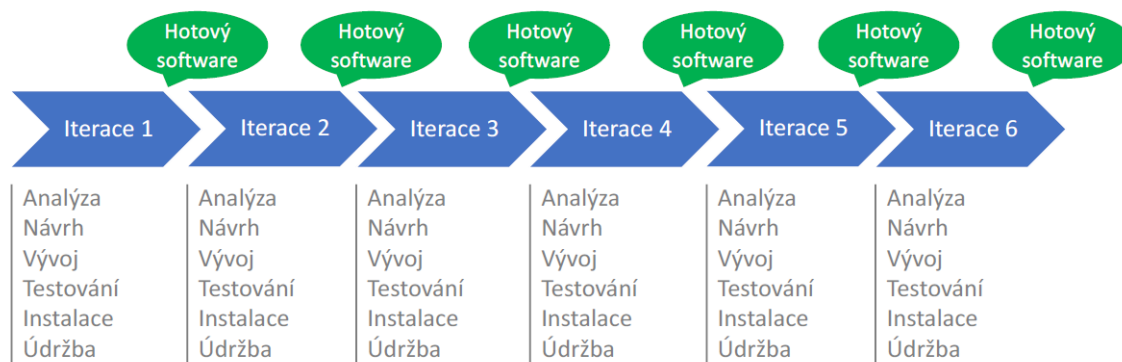 Hotový
software
Hotový
software
Hotový
software
Hotový
software
Hotový
software
Hotový
software
Iterace 1
Iterace 2
Iterace 3
Iterace 4
Iterace 5
Iterace 6
Analýza
Návrh
Vývoj
Testování
Instalace
Údržba
Analýza
Návrh
Vývoj
Testování
Instalace
Údržba
Analýza
Návrh
Vývoj
Testování
Instalace
Údržba
Analýza
Návrh
Vývoj
Testování
Instalace
Údržba
Analýza
Návrh
Vývoj
Testování
Instalace
Údržba
Analýza
Návrh
Vývoj
Testování
Instalace
Údržba